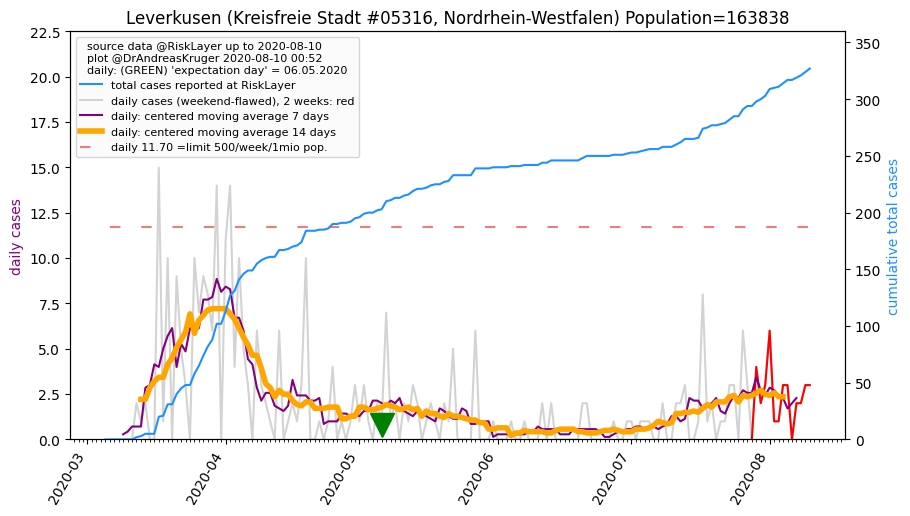 Leverkusen (Kreisfreie Stadt #05316, Nordrhein-Westfalen) Population=163838
source data @RiskLayer up to 2020-08-10
plot @DrAndreasKruger 2020-08-10 00:52
daily: (GREEN) 'expectation day' = 06.05.2020
total cases reported at RiskLayer
daily cases (weekend-flawed), 2 weeks: red
daily: centered moving average 7 days
daily: centered moving average 14 days
daily 11.70 =limit 500/week/1mio pop.
daily cases
22.5
20.0
17.5
15.0
12.5
10.0
7.5
5.0
2.5
0.0
350
300
250
200
150
100
50
0
cumulative total cases
2020-03
2020-04
2020-05
2020-06
2020-07
2020-08